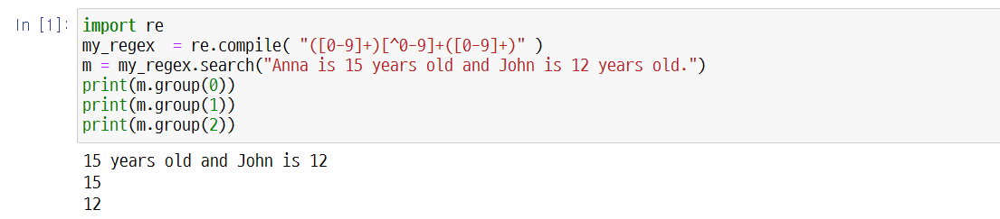 In [1]: import re
my_regex  = re.compile( "([0-9]+)[^0-9]+([0-9]+)" )
m = my_regex.search("Anna is 15 years old and John is 12 years old.")
print(m.group(0))
print(m.group(1))
print(m.group(2))
15 years old and John is 12
15
12